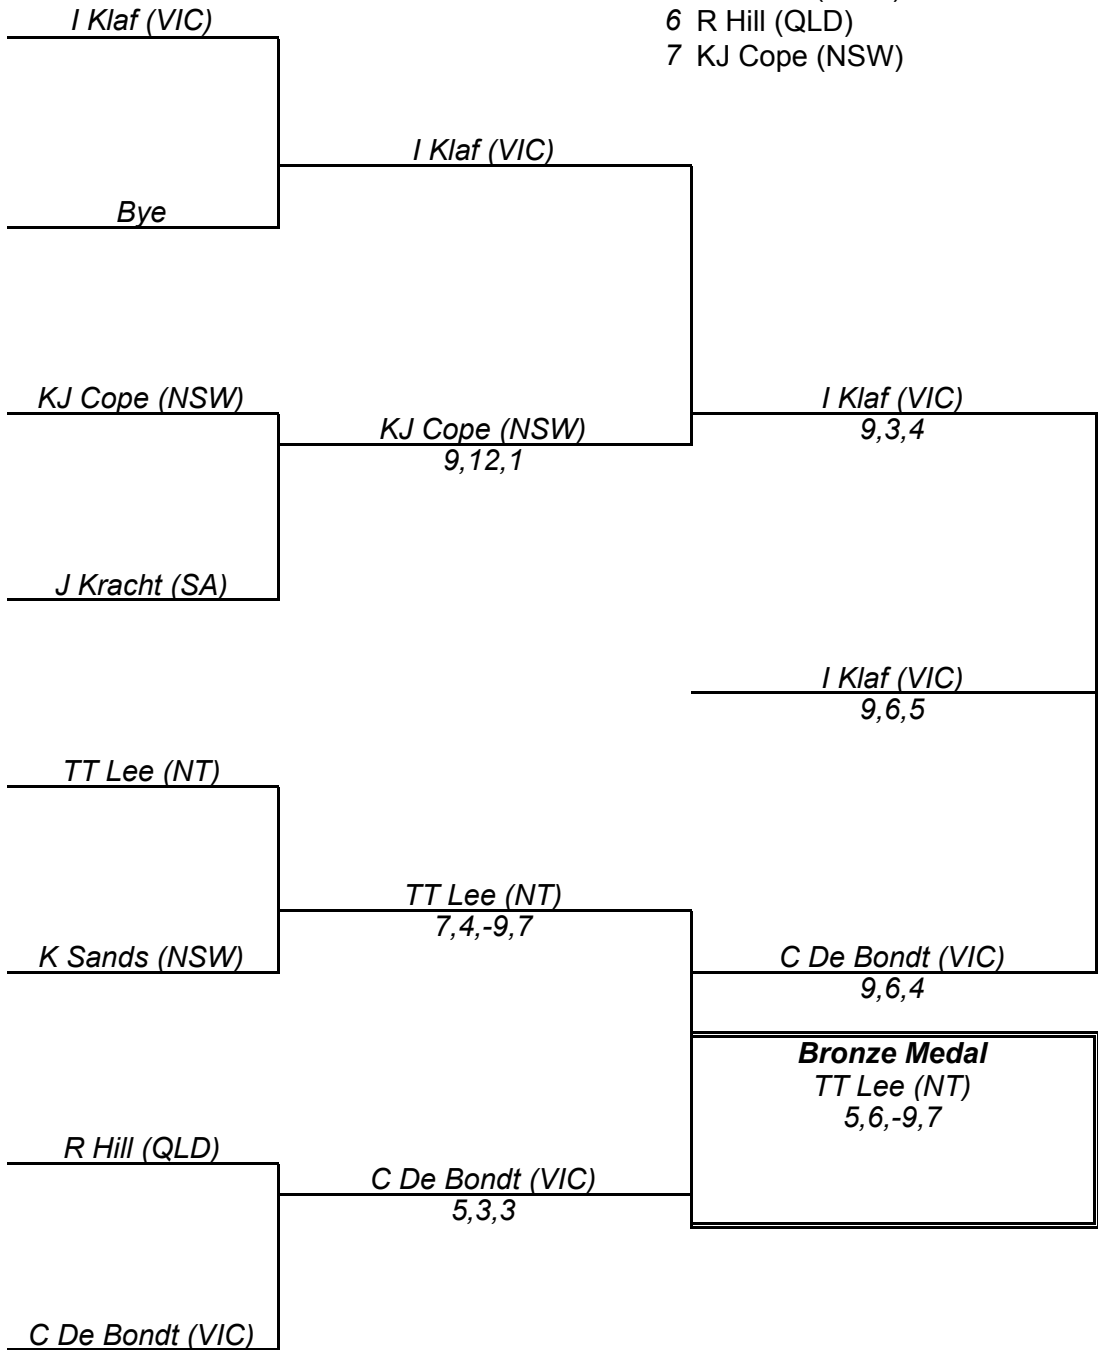 I Klaf (VIC)
6 R Hill (QLD)
7 KJ Cope (NSW)
I Klaf (VIC)
Bye
KJ Cope (NSW)
I Klaf (VIC)
KJ Cope (NSW)
9,3,4
9,12,1
J Kracht (SA)
I Klaf (VIC)
9,6,5
TT Lee (NT)
TT Lee (NT)
7,4,-9,7
K Sands (NSW)
C De Bondt (VIC)
9,6,4
Bronze Medal
TT Lee (NT)
5,6,-9,7
R Hill (QLD)
C De Bondt (VIC)
5,3,3
C De Bondt (VIC)